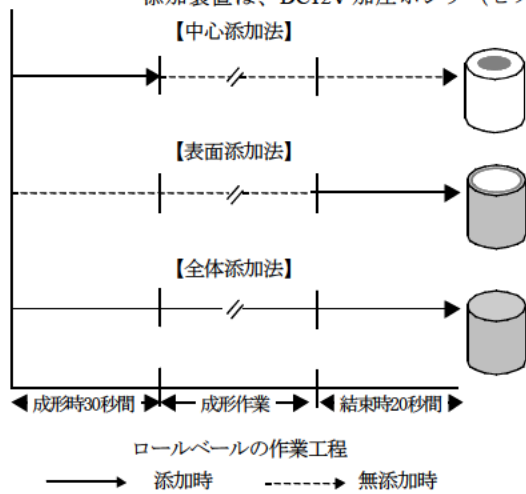 添加装置は、DC12V 加圧ポンプ（セ
【中心添加法】
【表面添加法】
【全体添加法】
成形時30秒間 成形作業 結束時20秒間
ロールベールの作業工程
添加時 無添加時